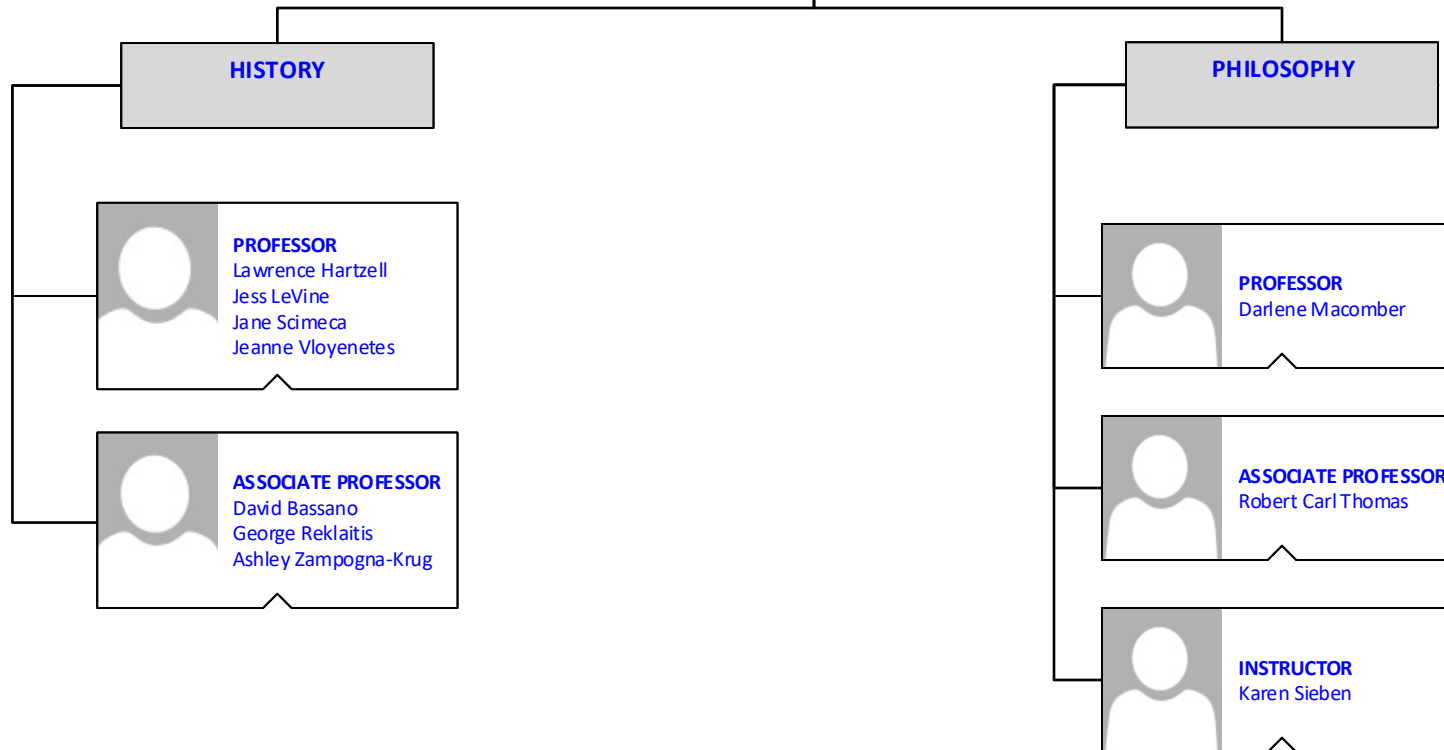 HISTORY
PROFESSOR
Lawrence Hartzell
Jess LeVine
Jane Scimeca
Jeanne Vloyenetes
ASSOCIATE PROFESSOR
David Bassano
George Reklaitis
Ashley Zampogna-Krug
PHILOSOPHY
PROFESSOR
Darlene Macomber
ASSOCIATE PROFESSOR
Robert Carl Thomas
INSTRUCTOR
Karen Sieben